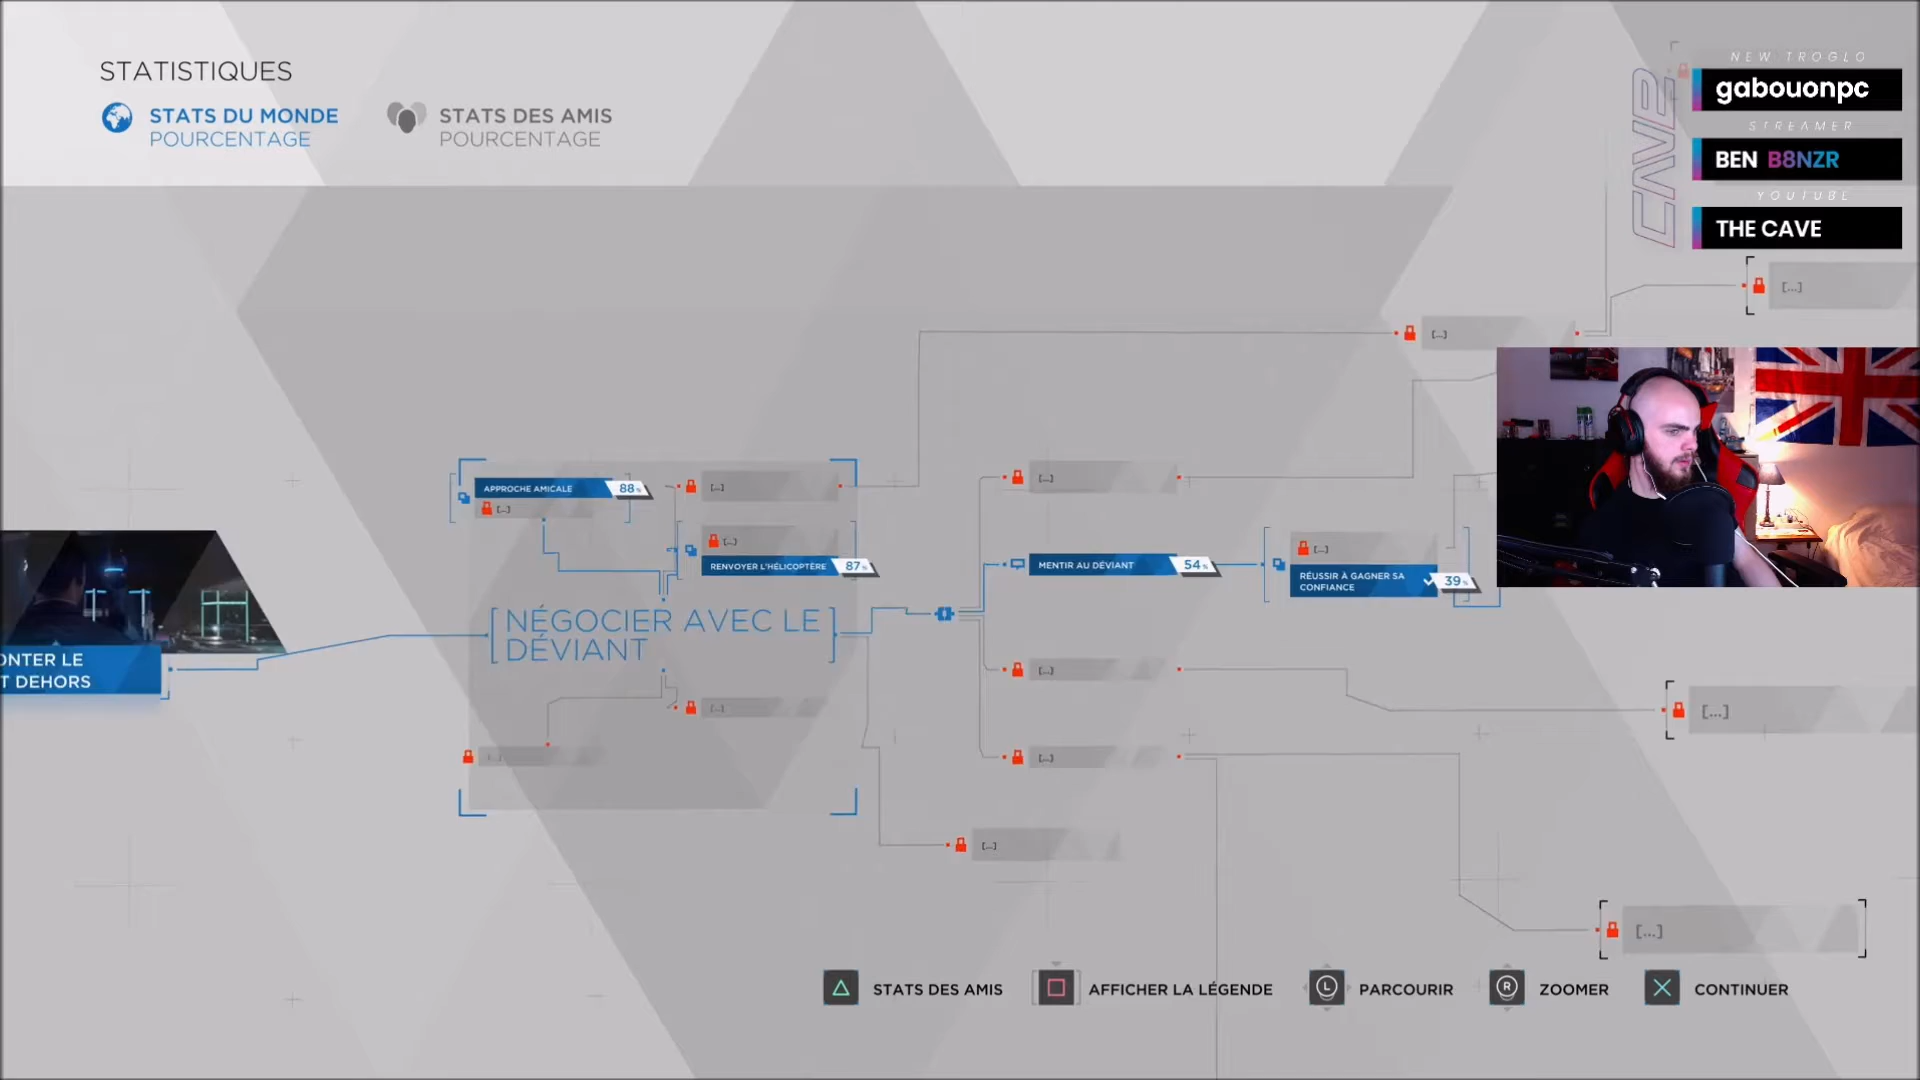 STATISTIQUES
STATS DU MONDE
POURCENTAGE
STATS DES AMIS
POURCENTAGE
NEW TROGLO
gabouonpc
STREAMER
BEN B8NZR
YOUTUBE
THE CAVE
CAVE
[...]
[...]
APPROCHE AMICALE 88%
[...]
[...]
[...]
RENVOYER L'HÉLICOPTÈRE 87%
[...]
MENTIR AU DÉVIANT 54%
[...]
RÉUSSIR À GAGNER SA
CONFIANCE
39%
NÉGOCIER AVEC LE
DÉVIANT
ONTER LE
T DEHORS
[...]
[...]
[...]
[...]
[...]
[...]
[...]
STATS DES AMIS
AFFICHER LA LÉGENDE
L
PARCOURIR
R
ZOOMER
CONTINUER